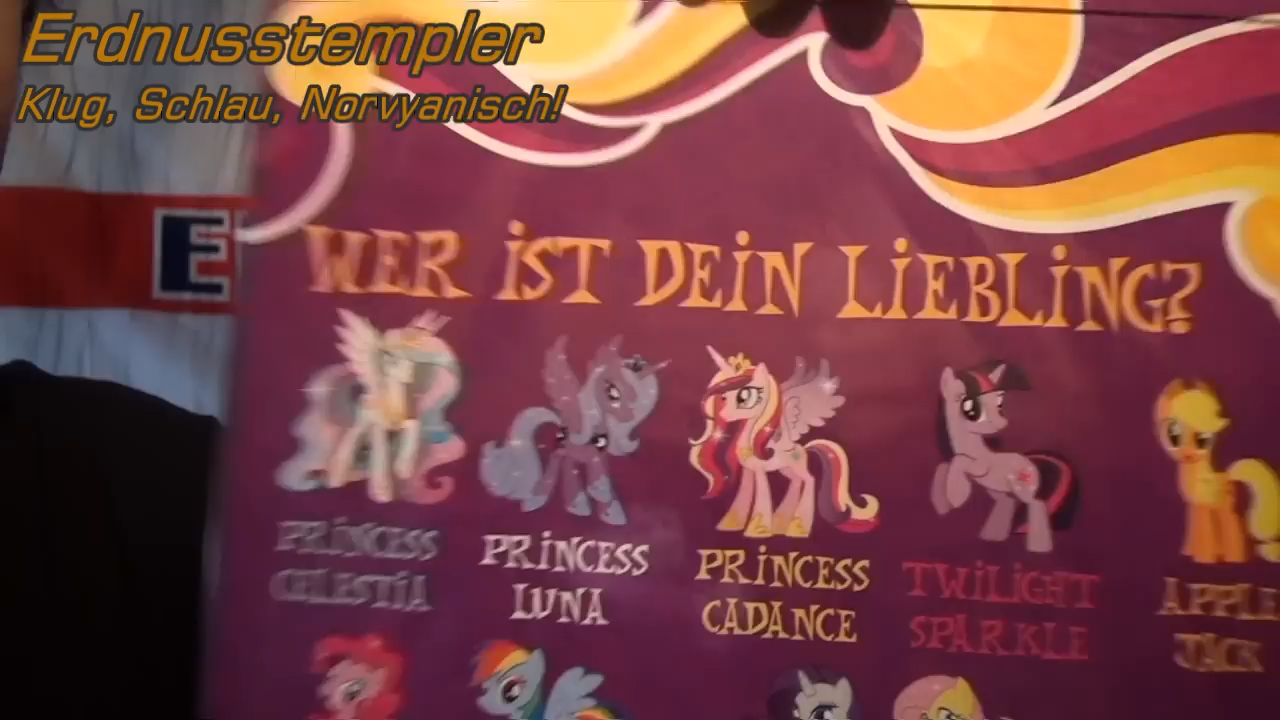 Erdnusstempler
Klug, Schlau, Norvyanisch!
E
WER iST DEiN LiEBLiNG?
PRiNCESS
CELESTiA
PRiNCESS
LUNA
PRiNCESS
CADANCE
TWiLiGHT
SPARKLE
APPLE
JACK